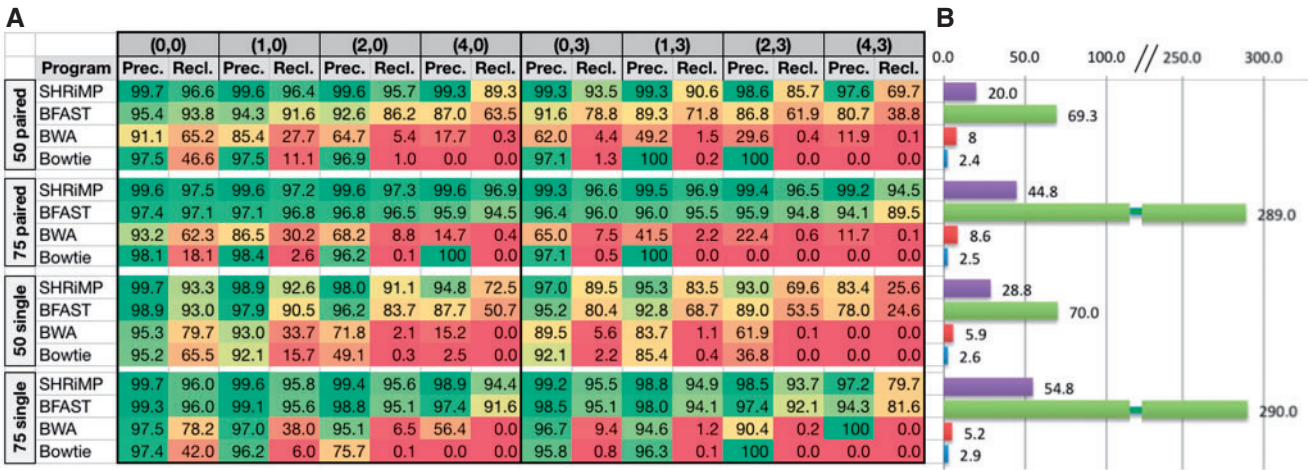 A
B
(0,0) (1,0) (2,0) (4,0) (0,3) (1,3) (2,3) (4,3)
Program Prec. Recl. Prec. Recl. Prec. Recl. Prec. Recl. Prec. Recl. Prec. Recl. Prec. Recl. Prec. Recl.
0.0 50.0 100.0 // 250.0 300.0
50 paired
SHRiMP 99.7 96.6 99.6 96.4 99.6 95.7 99.3 89.3 99.3 93.5 99.3 90.6 98.6 85.7 97.6 69.7 20.0
BFAST 95.4 93.8 94.3 91.6 92.6 86.2 87.0 63.5 91.6 78.8 89.3 71.8 86.8 61.9 80.7 38.8 69.3
BWA 91.1 65.2 85.4 27.7 64.7 5.4 17.7 0.3 62.0 4.4 49.2 1.5 29.6 0.4 11.9 0.1 8
Bowtie 97.5 46.6 97.5 11.1 96.9 1.0 0.0 0.0 97.1 1.3 100 0.2 100 0.0 0.0 0.0 2.4
75 paired
SHRiMP 99.6 97.5 99.6 97.2 99.6 97.3 99.6 96.9 99.3 96.6 99.5 96.9 99.4 96.5 99.2 94.5 44.8
BFAST 97.4 97.1 97.1 96.8 96.8 96.5 95.9 94.5 96.4 96.0 96.0 95.5 95.9 94.8 94.1 89.5 289.0
BWA 93.2 62.3 86.5 30.2 68.2 8.8 14.7 0.4 65.0 7.5 41.5 2.2 22.4 0.6 11.7 0.1 8.6
Bowtie 98.1 18.1 98.4 2.6 96.2 0.1 100 0.0 97.1 0.5 100 0.0 0.0 0.0 0.0 0.0 2.5
50 single
SHRiMP 99.7 93.3 98.9 92.6 98.0 91.1 94.8 72.5 97.0 89.5 95.3 83.5 93.0 69.6 83.4 25.6 28.8
BFAST 98.9 93.0 97.9 90.5 96.2 83.7 87.7 50.7 95.2 80.4 92.8 68.7 89.0 53.5 78.0 24.6 70.0
BWA 95.3 79.7 93.0 33.7 71.8 2.1 15.2 0.0 89.5 5.6 83.7 1.1 61.9 0.1 0.0 0.0 5.9
Bowtie 95.2 65.5 92.1 15.7 49.1 0.3 2.5 0.0 92.1 2.2 85.4 0.4 36.8 0.0 0.0 0.0 2.6
75 single
SHRiMP 99.7 96.0 99.6 95.8 99.4 95.6 98.9 94.4 99.2 95.5 98.8 94.9 98.5 93.7 97.2 79.7 54.8
BFAST 99.3 96.0 99.1 95.6 98.8 95.1 97.4 91.6 98.5 95.1 98.0 94.1 97.4 92.1 94.3 81.6 290.0
BWA 97.5 78.2 97.0 38.0 95.1 6.5 56.4 0.0 96.7 9.4 94.6 1.2 90.4 0.2 100 0.0 5.2
Bowtie 97.4 42.0 96.2 6.0 75.7 0.1 0.0 0.0 95.8 0.8 96.3 0.1 100 0.0 0.0 0.0 2.9